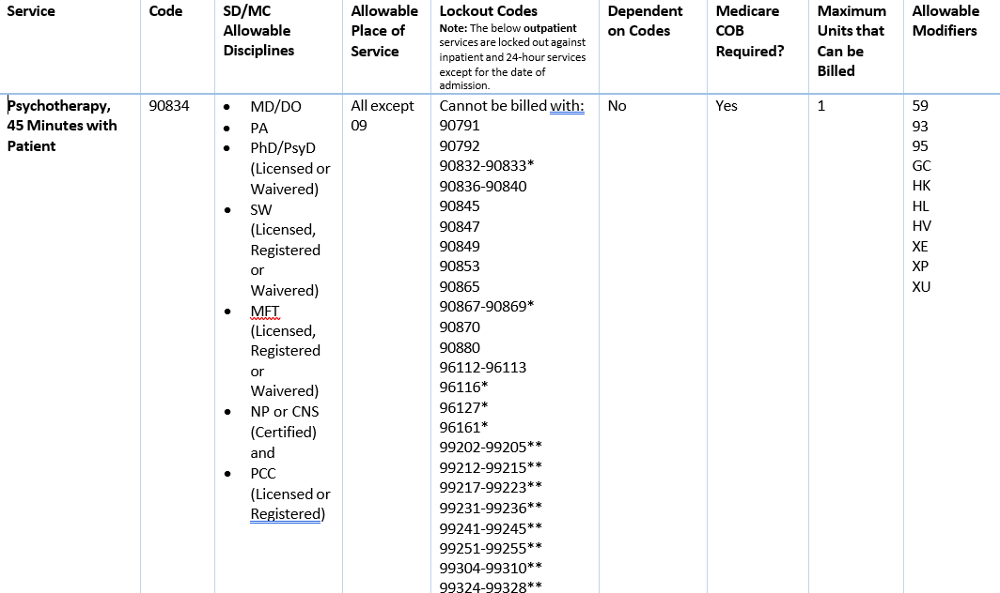 Service
Code
SD/MC
Allowable
Disciplines
Allowable
Place of
Service
Lockout Codes
Note: The below outpatient
services are locked out against
inpatient and 24-hour services
except for the date of
admission.
Dependent
on Codes
Medicare
COB
Required?
Maximum
Units that
Can be
Billed
Allowable
Modifiers
Psychotherapy,
45 Minutes with
Patient
90834
• MD/DO
• PA
• PhD/PsyD
(Licensed or
Waivered)
• SW
(Licensed,
Registered
or
Waivered)
• MFT
(Licensed,
Registered
or
Waivered)
• NP or CNS
(Certified)
and
• PCC
(Licensed or
Registered)
All except
09
Cannot be billed with:
90791
90792
90832-90833*
90836-90840
90845
90847
90849
90853
90865
90867-90869*
90870
90880
96112-96113
96116*
96127*
96161*
99202-99205**
99212-99215**
99217-99223**
99231-99236**
99241-99245**
99251-99255**
99304-99310**
99324-99328**
No
Yes
1
59
93
95
GC
HK
HL
HV
XE
XP
XU